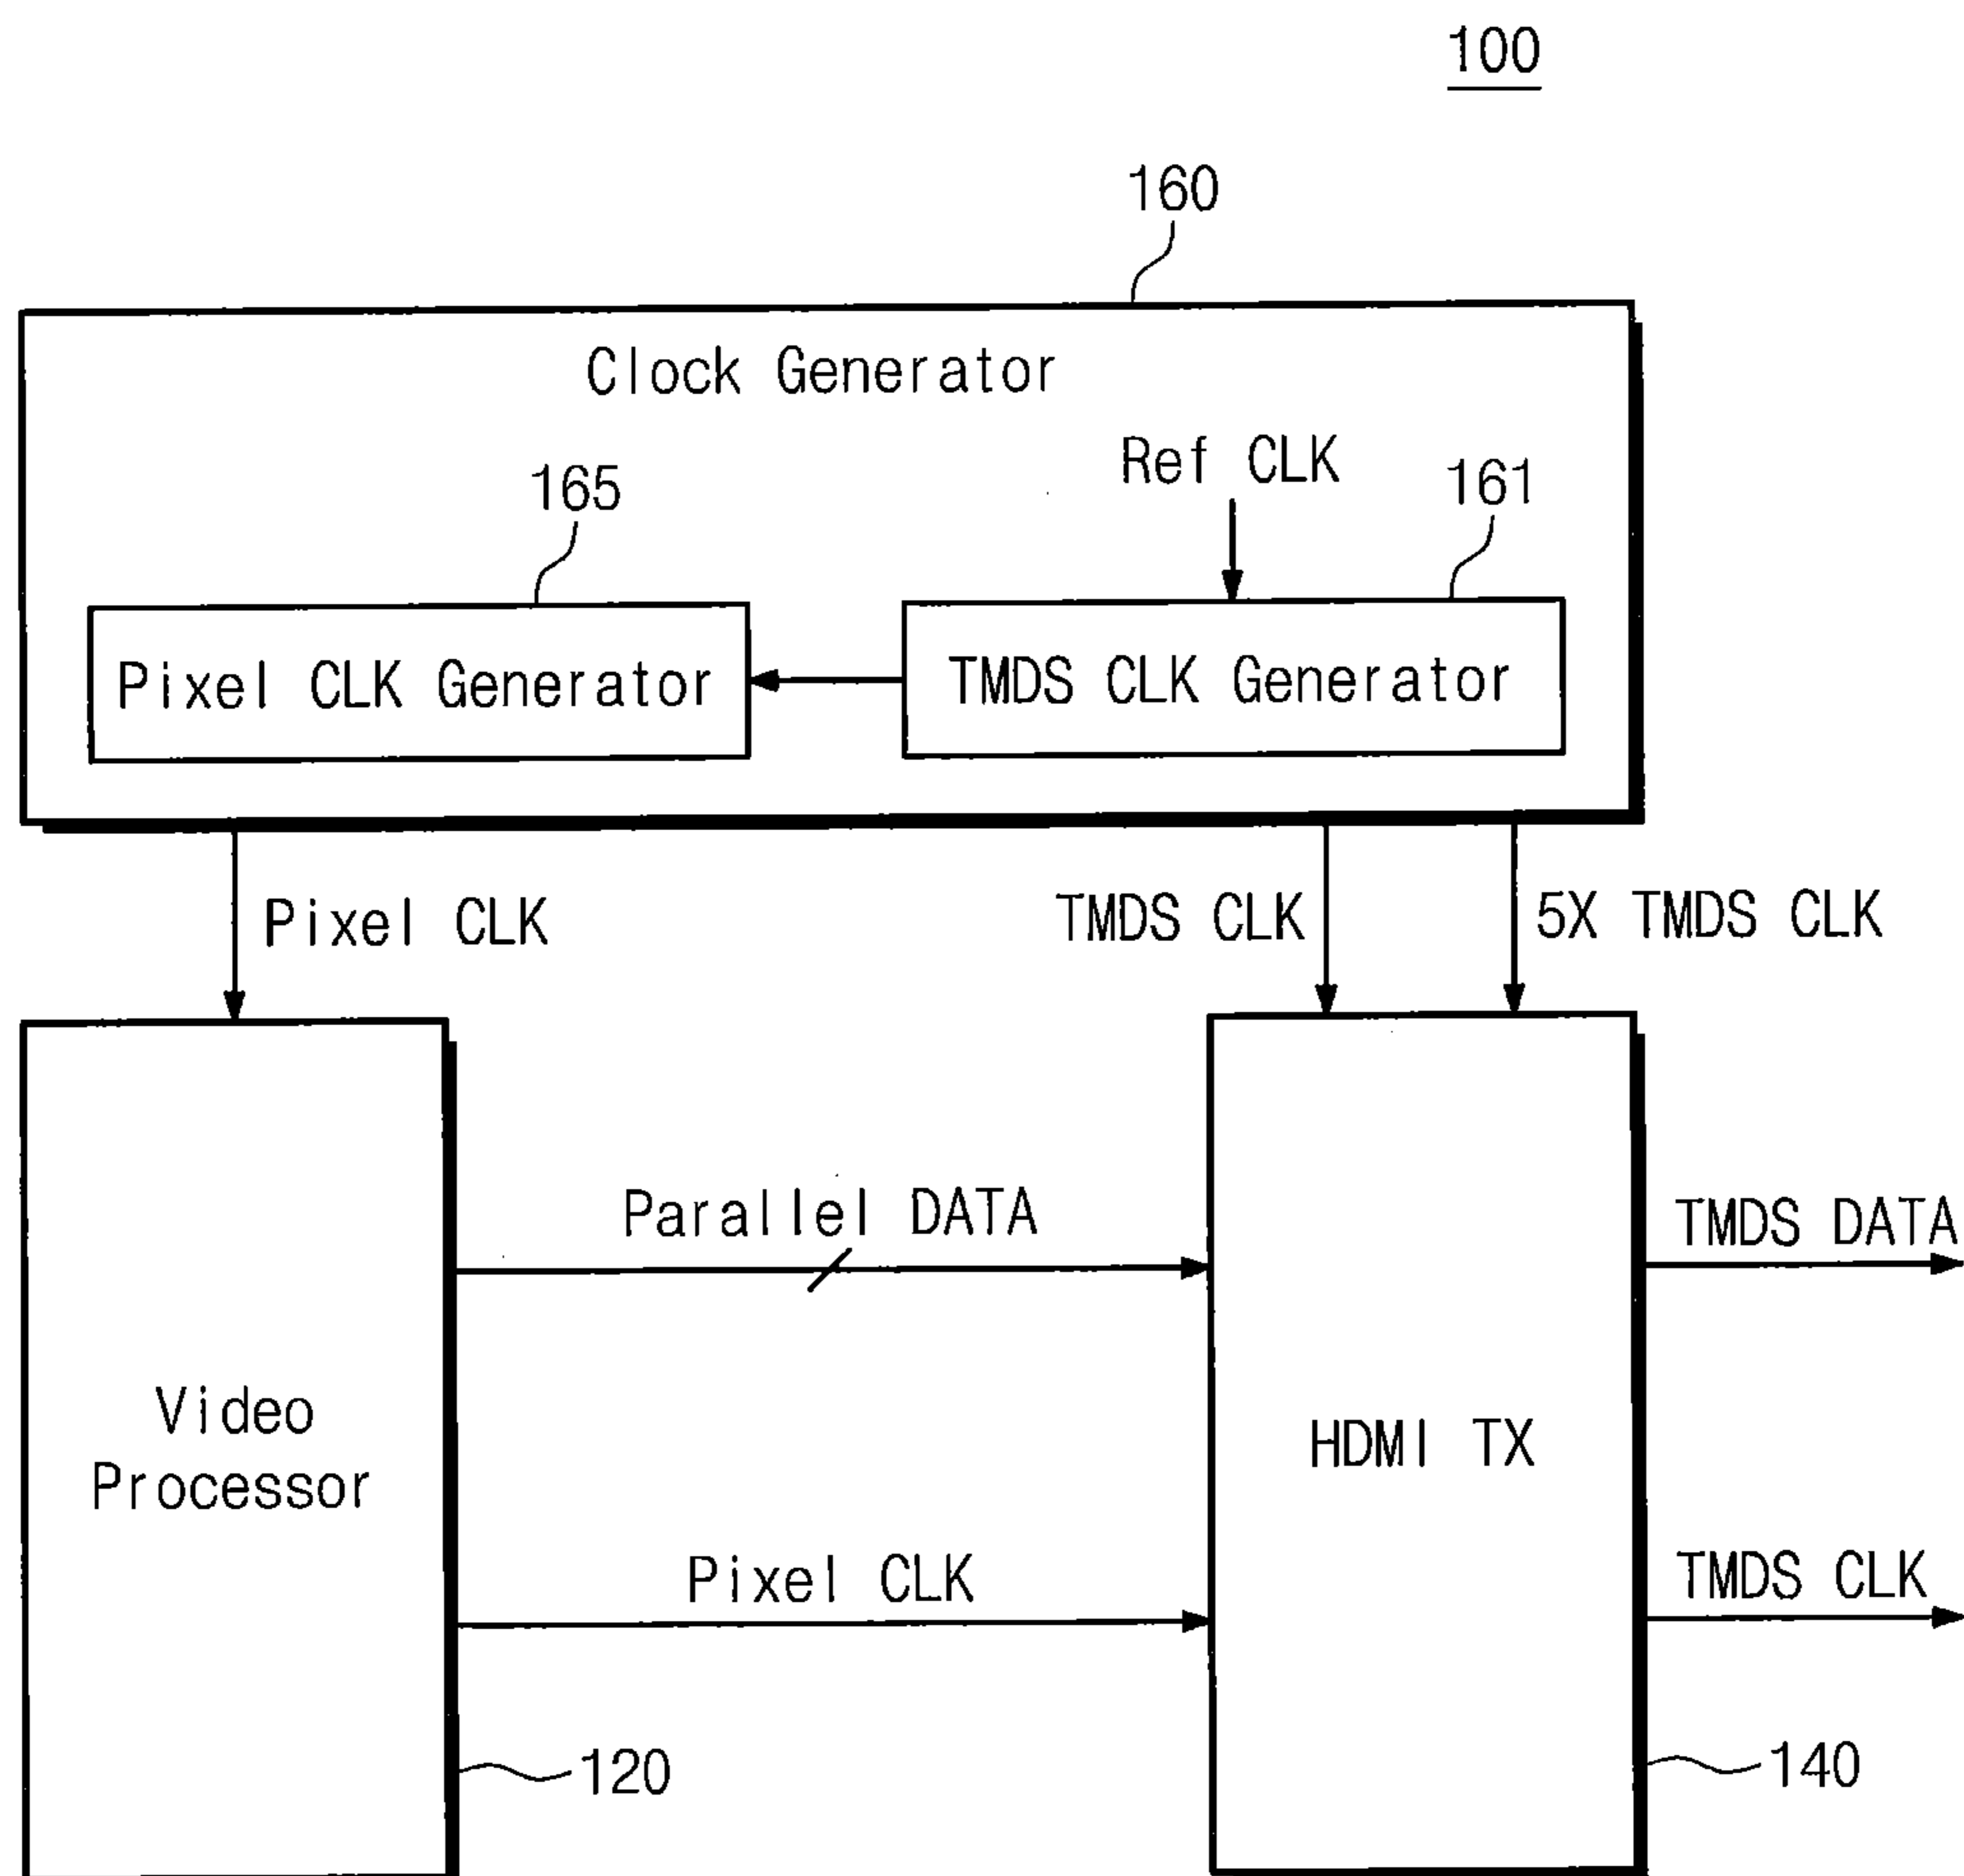 100
160
Clock Generator
Ref CLK
165
161
Pixel CLK Generator
TMDS CLK Generator
Pixel CLK
TMDS CLK
5X TMDS CLK
Parallel DATA
TMDS DATA
Video
Processor
HDMI TX
Pixel CLK
TMDS CLK
120
140